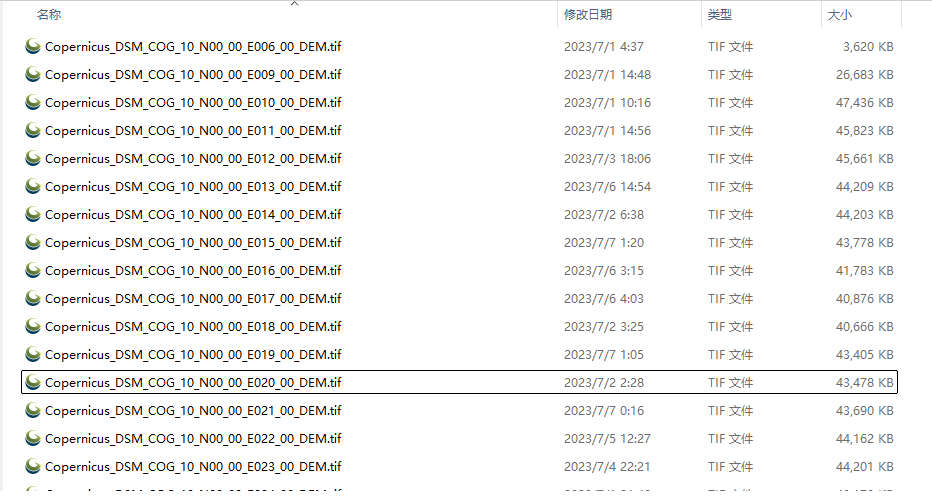 名称 修改日期 类型 大小
Copernicus_DSM_COG_10_N00_00_E006_00_DEM.tif 2023/7/1 4:37 TIF 文件 3,620 KB
Copernicus_DSM_COG_10_N00_00_E009_00_DEM.tif 2023/7/1 14:48 TIF 文件 26,683 KB
Copernicus_DSM_COG_10_N00_00_E010_00_DEM.tif 2023/7/1 10:16 TIF 文件 47,436 KB
Copernicus_DSM_COG_10_N00_00_E011_00_DEM.tif 2023/7/1 14:56 TIF 文件 45,823 KB
Copernicus_DSM_COG_10_N00_00_E012_00_DEM.tif 2023/7/3 18:06 TIF 文件 45,661 KB
Copernicus_DSM_COG_10_N00_00_E013_00_DEM.tif 2023/7/6 14:54 TIF 文件 44,209 KB
Copernicus_DSM_COG_10_N00_00_E014_00_DEM.tif 2023/7/2 6:38 TIF 文件 44,203 KB
Copernicus_DSM_COG_10_N00_00_E015_00_DEM.tif 2023/7/7 1:20 TIF 文件 43,778 KB
Copernicus_DSM_COG_10_N00_00_E016_00_DEM.tif 2023/7/6 3:15 TIF 文件 41,783 KB
Copernicus_DSM_COG_10_N00_00_E017_00_DEM.tif 2023/7/6 4:03 TIF 文件 40,876 KB
Copernicus_DSM_COG_10_N00_00_E018_00_DEM.tif 2023/7/2 3:25 TIF 文件 40,666 KB
Copernicus_DSM_COG_10_N00_00_E019_00_DEM.tif 2023/7/7 1:05 TIF 文件 43,405 KB
Copernicus_DSM_COG_10_N00_00_E020_00_DEM.tif 2023/7/2 2:28 TIF 文件 43,478 KB
Copernicus_DSM_COG_10_N00_00_E021_00_DEM.tif 2023/7/7 0:16 TIF 文件 43,690 KB
Copernicus_DSM_COG_10_N00_00_E022_00_DEM.tif 2023/7/5 12:27 TIF 文件 44,162 KB
Copernicus_DSM_COG_10_N00_00_E023_00_DEM.tif 2023/7/4 22:21 TIF 文件 44,201 KB